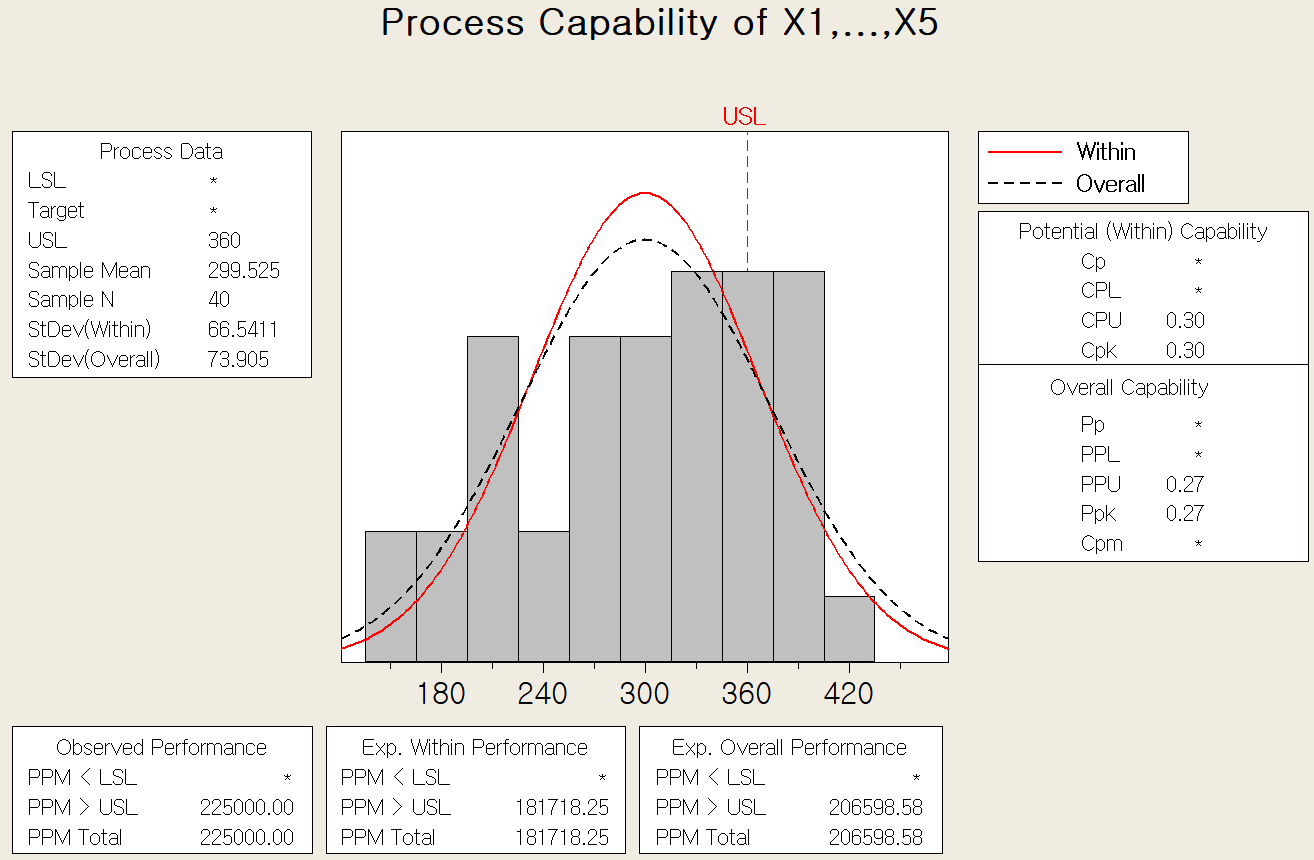 Process Capability of X1,...,X5
USL
Process Data
LSL *
Target *
USL 360
Sample Mean 299.525
Sample N 40
StDev(Within) 66.5411
StDev(Overall) 73.905
Within
Overall
Potential (Within) Capability
Cp *
CPL *
CPU 0.30
Cpk 0.30
Overall Capability
Pp *
PPL *
PPU 0.27
Ppk 0.27
Cpm *
180 240 300 360 420
Observed Performance
PPM < LSL *
PPM > USL 225000.00
PPM Total 225000.00
Exp. Within Performance
PPM < LSL *
PPM > USL 181718.25
PPM Total 181718.25
Exp. Overall Performance
PPM < LSL *
PPM > USL 206598.58
PPM Total 206598.58